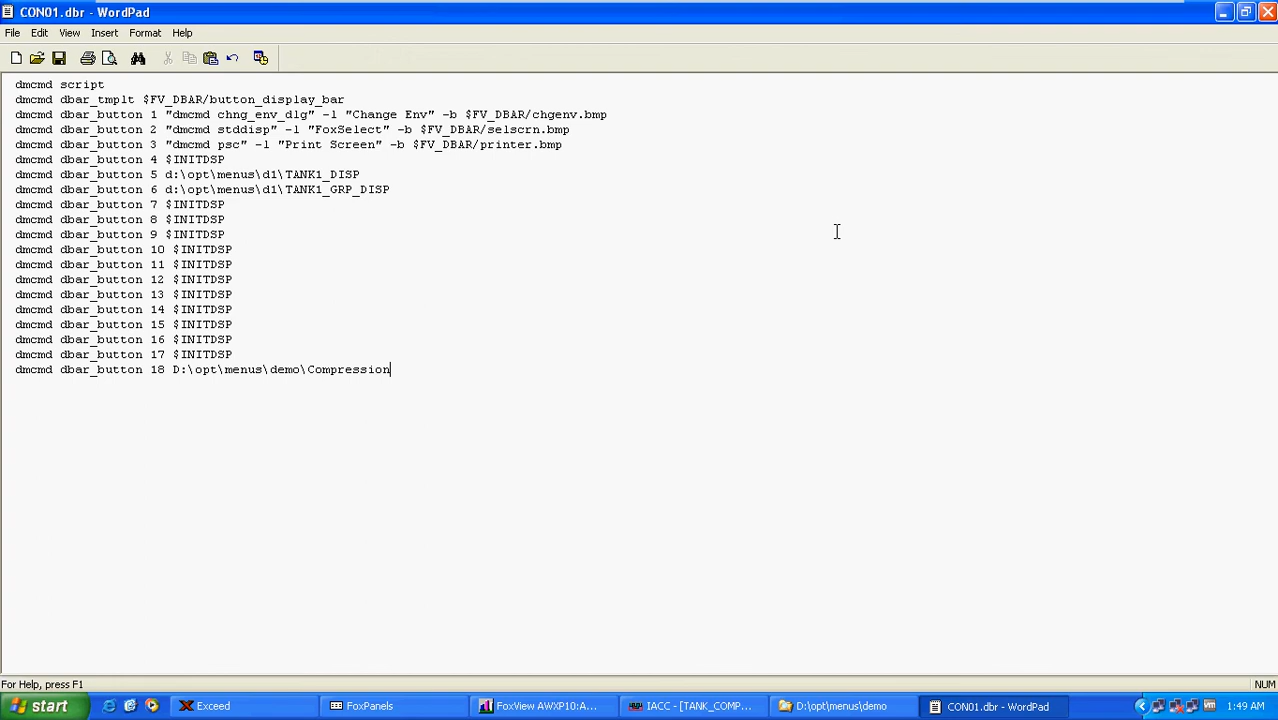 CON01.dbr - WordPad
File Edit View Insert Format Help
dmcmd script
dmcmd dbar_tmplt $FV_DBAR/button_display_bar
dmcmd dbar_button 1 "dmcmd chng_env_dlg" -l "Change Env" -b $FV_DBAR/chgenv.bmp
dmcmd dbar_button 2 "dmcmd stddisp" -l "FoxSelect" -b $FV_DBAR/selscrn.bmp
dmcmd dbar_button 3 "dmcmd psc" -l "Print Screen" -b $FV_DBAR/printer.bmp
dmcmd dbar_button 4 $INITDSP
dmcmd dbar_button 5 d:\opt\menus\d1\TANK1_DISP
dmcmd dbar_button 6 d:\opt\menus\d1\TANK1_GRP_DISP
dmcmd dbar_button 7 $INITDSP
dmcmd dbar_button 8 $INITDSP
dmcmd dbar_button 9 $INITDSP
dmcmd dbar_button 10 $INITDSP
dmcmd dbar_button 11 $INITDSP
dmcmd dbar_button 12 $INITDSP
dmcmd dbar_button 13 $INITDSP
dmcmd dbar_button 14 $INITDSP
dmcmd dbar_button 15 $INITDSP
dmcmd dbar_button 16 $INITDSP
dmcmd dbar_button 17 $INITDSP
dmcmd dbar_button 18 D:\opt\menus\demo\Compression
For Help, press F1 NUM
start Exceed FoxPanels FoxView AWXP10:A... IACC - [TANK_COMP... D:\opt\menus\demo CON01.dbr - WordPad 1:49 AM